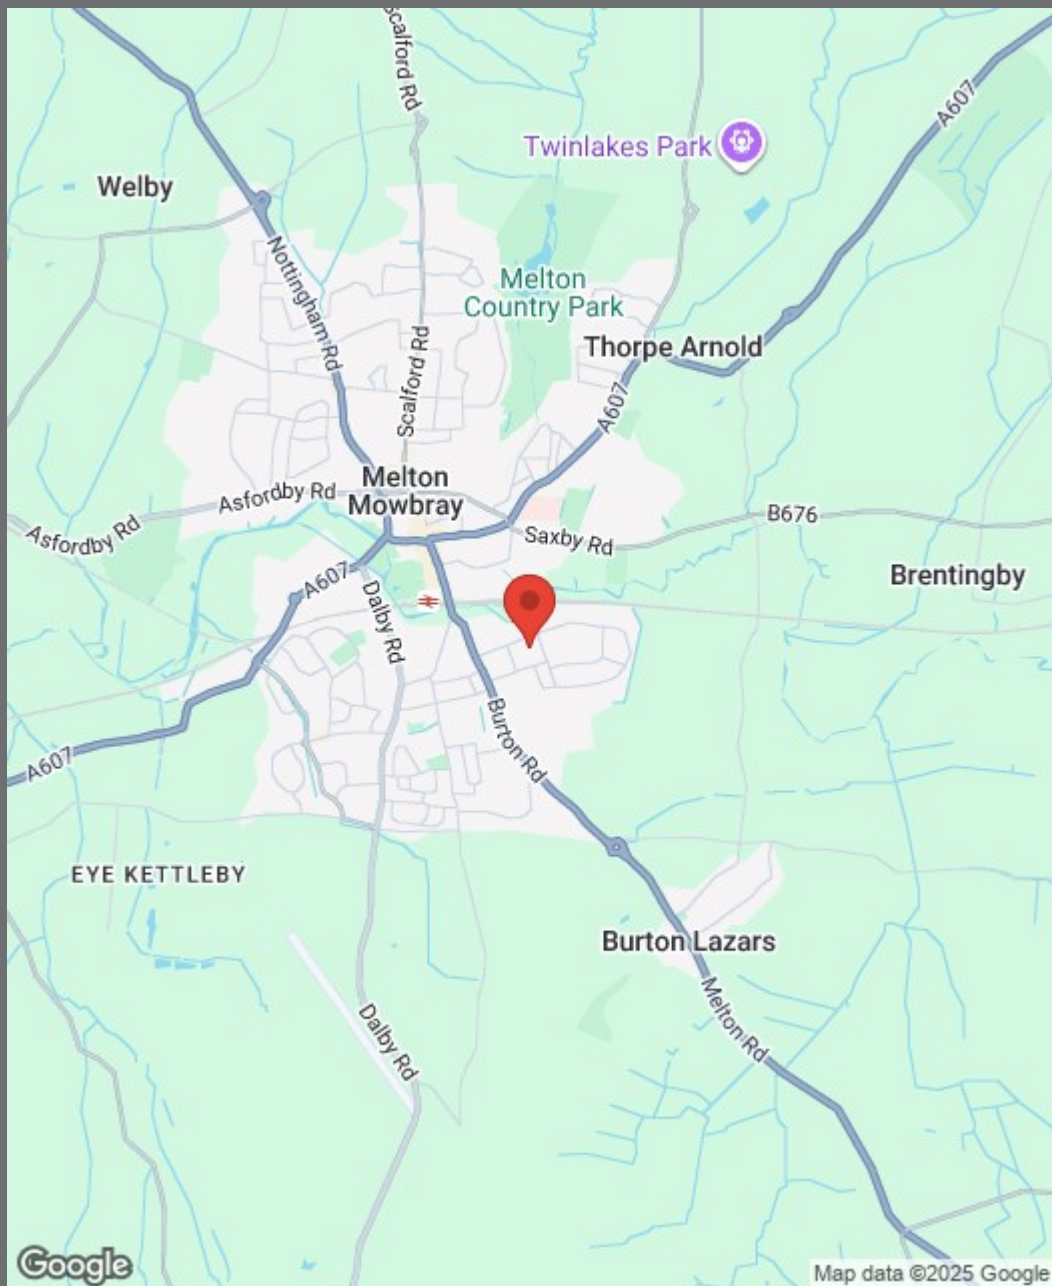 Scalford Rd
A607
Twinlakes Park
Welby
Nottingham Rd
Melton
Country Park
Scalford Rd
Thorpe Arnold
A607
Melton
Mowbray
Asfordby Rd
Asfordby Rd
B676
Saxby Rd
A607
Brentingby
Dalby Rd
Burton Rd
A607
EYE KETTLEBY
Burton Lazars
Melton Rd
Dalby Rd
Google
Map data ©2025 Google